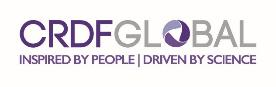 CRDFGLOBAL
INSPIRED BY PEOPLE | DRIVEN BY SCIENCE